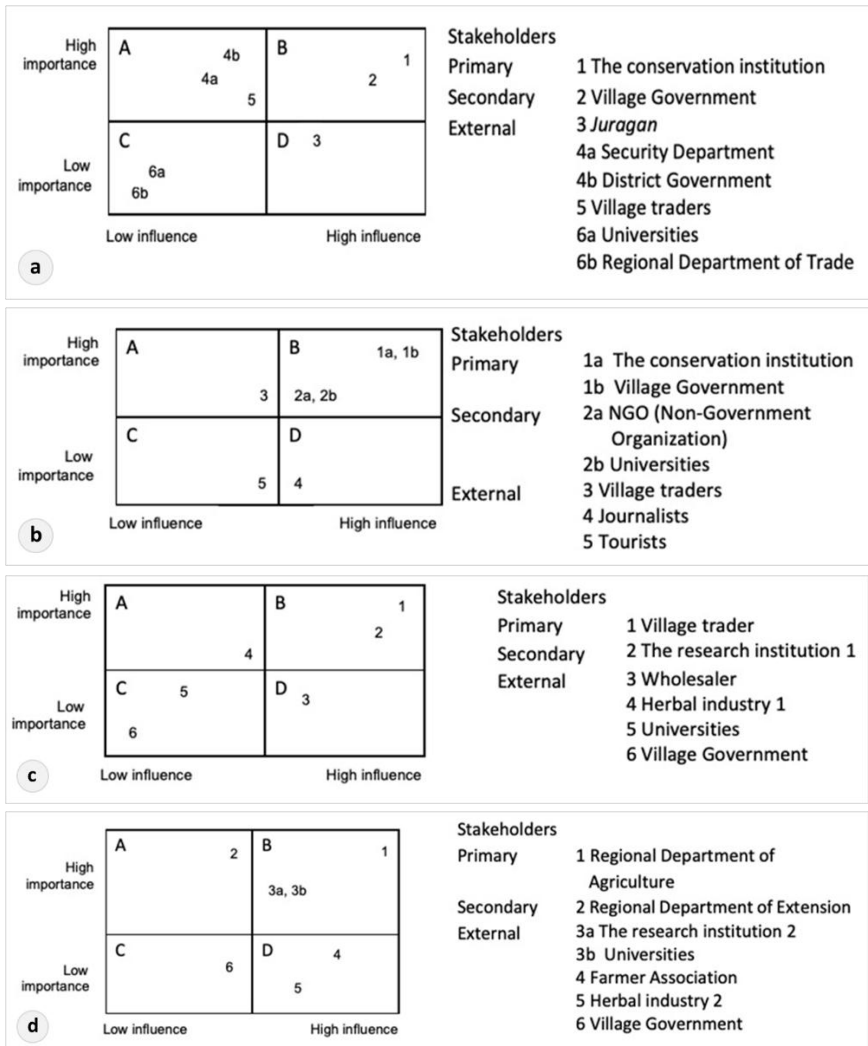 High
importance
A
4b
B
1
4a
2
5
C
D
3
Low
importance
6a
6b
Low influence
High influence
a
Stakeholders
Primary
1 The conservation institution
Secondary
2 Village Government
External
3 Juragan
4a Security Department
4b District Government
5 Village traders
6a Universities
6b Regional Department of Trade
High
importance
A
B
1a, 1b
3
2a, 2b
C
D
Low
importance
5
4
Low influence
High influence
b
Stakeholders
Primary
1a The conservation institution
1b Village Government
Secondary
2a NGO (Non-Government
Organization)
2b Universities
External
3 Village traders
4 Journalists
5 Tourists
High
importance
A
B
1
2
4
C
5
D
3
Low
importance
6
Low influence
High influence
c
Stakeholders
Primary
1 Village trader
Secondary
2 The research institution 1
External
3 Wholesaler
4 Herbal industry 1
5 Universities
6 Village Government
High
importance
A
2
B
1
3a, 3b
C
D
4
Low
importance
6
5
Low influence
High influence
d
Stakeholders
Primary
1 Regional Department of
Agriculture
Secondary
2 Regional Department of Extension
External
3a The research institution 2
3b Universities
4 Farmer Association
5 Herbal industry 2
6 Village Government